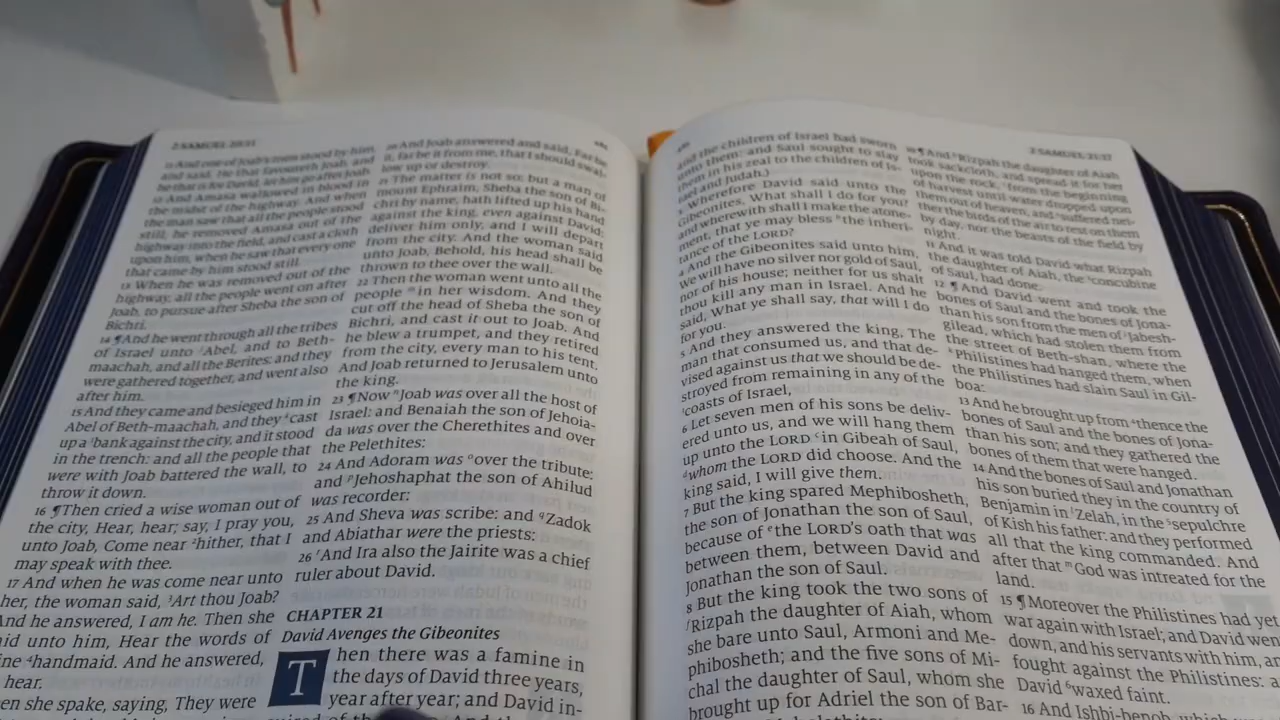 2 SAMUEL 20:11
11 And one of Joab's men stood by him,
and said, He that favoureth Joab, and
he that is for David, let him go after Joab.
12 And Amasa wallowed in blood in
the midst of the highway. And when
the man saw that all the people stood
still, he removed Amasa out of the
highway into the field, and cast a cloth
upon him, when he saw that every one
that came by him stood still.
13 When he was removed out of the
highway, all the people went on after
Joab, to pursue after Sheba the son of
Bichri.
14 ¶And he went through all the tribes
of Israel unto Abel, and to Beth-
maachah, and all the Berites: and they
were gathered together, and went also
after him.
15 And they came and besieged him in
Abel of Beth-maachah, and they cast
up a bank against the city, and it stood
in the trench: and all the people that
were with Joab battered the wall, to
throw it down.
16 ¶Then cried a wise woman out of
the city, Hear, hear; say, I pray you,
unto Joab, Come near hither, that I
may speak with thee.
17 And when he was come near unto
her, the woman said, Art thou Joab?
And he answered, I am he. Then she
aid unto him, Hear the words of
ine handmaid. And he answered,
hear.
en she spake, saying, They were
20 And Joab answered and said, Far be
it, far be it from me, that I should swal-
low up or destroy.
21 The matter is not so: but a man of
mount Ephraim, Sheba the son of Bi-
chri by name, hath lifted up his hand
against the king, even against David:
deliver him only, and I will depart
from the city. And the woman said
unto Joab, Behold, his head shall be
thrown to thee over the wall.
22 Then the woman went unto all the
people m in her wisdom. And they
cut off the head of Sheba the son of
Bichri, and cast it out to Joab. And
he blew a trumpet, and they retired
from the city, every man to his tent.
And Joab returned to Jerusalem unto
the king.
23 ¶Now n Joab was over all the host of
Israel: and Benaiah the son of Jehoia-
da was over the Cherethites and over
the Pelethites:
24 And Adoram was o over the tribute:
and p Jehoshaphat the son of Ahilud
was recorder:
25 And Sheva was scribe: and q Zadok
and Abiathar were the priests:
26 r And Ira also the Jairite was a chief
ruler about David.
CHAPTER 21
David Avenges the Gibeonites
Then there was a famine in
the days of David three years,
year after year; and David in-
and the children of Israel had sworn
unto them: and Saul sought to slay
them in his zeal to the children of Is-
rael and Judah.)
3 Wherefore David said unto the
Gibeonites, What shall I do for you?
and wherewith shall I make the atone-
ment, that ye may bless the inheri-
tance of the LORD?
4 And the Gibeonites said unto him,
We will have no silver nor gold of Saul,
nor of his house; neither for us shalt
thou kill any man in Israel. And he
said, What ye shall say, that will I do
for you.
5 And they answered the king, The
man that consumed us, and that de-
vised against us that we should be de-
stroyed from remaining in any of the
coasts of Israel,
6 Let seven men of his sons be deliv-
ered unto us, and we will hang them
up unto the LORD c in Gibeah of Saul,
d whom the LORD did choose. And the
king said, I will give them.
7 But the king spared Mephibosheth,
the son of Jonathan the son of Saul,
because of e the LORD's oath that was
between them, between David and
Jonathan the son of Saul.
8 But the king took the two sons of
f Rizpah the daughter of Aiah, whom
she bare unto Saul, Armoni and Me-
phibosheth; and the five sons of Mi-
chal the daughter of Saul, whom she
brought up for Adriel the son of Bar-
2 SAMUEL 21:17
10 ¶And Rizpah the daughter of Aiah
took sackcloth, and spread it for her
upon the rock, from the beginning
of harvest until water dropped upon
them out of heaven, and suffered nei-
ther the birds of the air to rest on them
by day, nor the beasts of the field by
night.
11 And it was told David what Rizpah
the daughter of Aiah, the concubine
of Saul, had done.
12 ¶And David went and took the
bones of Saul and the bones of Jona-
than his son from the men of Jabesh-
gilead, which had stolen them from
the street of Beth-shan, where the
Philistines had hanged them, when
the Philistines had slain Saul in Gil-
boa:
13 And he brought up from thence the
bones of Saul and the bones of Jona-
than his son; and they gathered the
bones of them that were hanged.
14 And the bones of Saul and Jonathan
his son buried they in the country of
Benjamin in Zelah, in the sepulchre
of Kish his father: and they performed
all that the king commanded. And
after that m God was intreated for the
land.
15 ¶Moreover the Philistines had yet
war again with Israel; and David wen
down, and his servants with him, an
fought against the Philistines: a
David waxed faint.
16 And Ishbi-benob, which